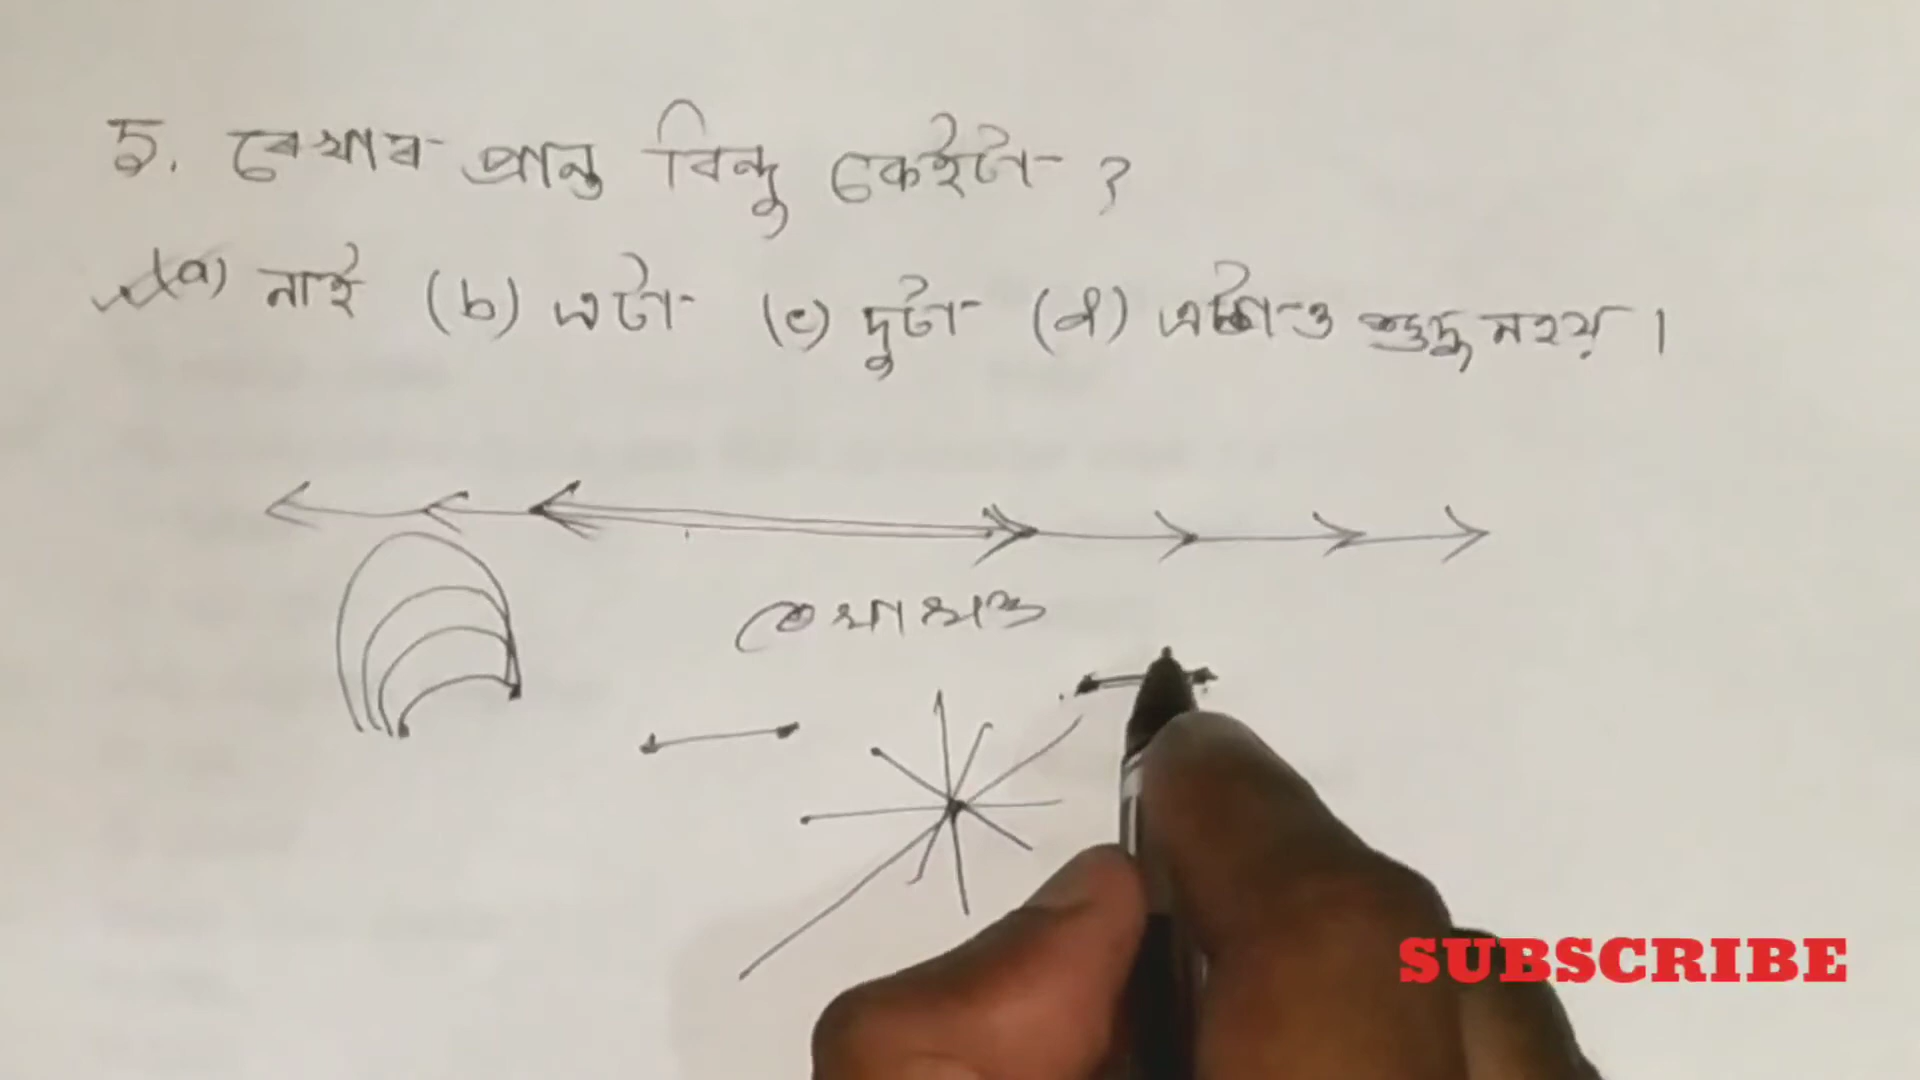 5. ৰেখাৰ প্ৰান্ত বিন্দু কেইটা ?
(a) নাই (b) এটা (c) দুটা (d) এটাও শুদ্ধ নহয় ।
ৰেখাখণ্ড
SUBSCRIBE